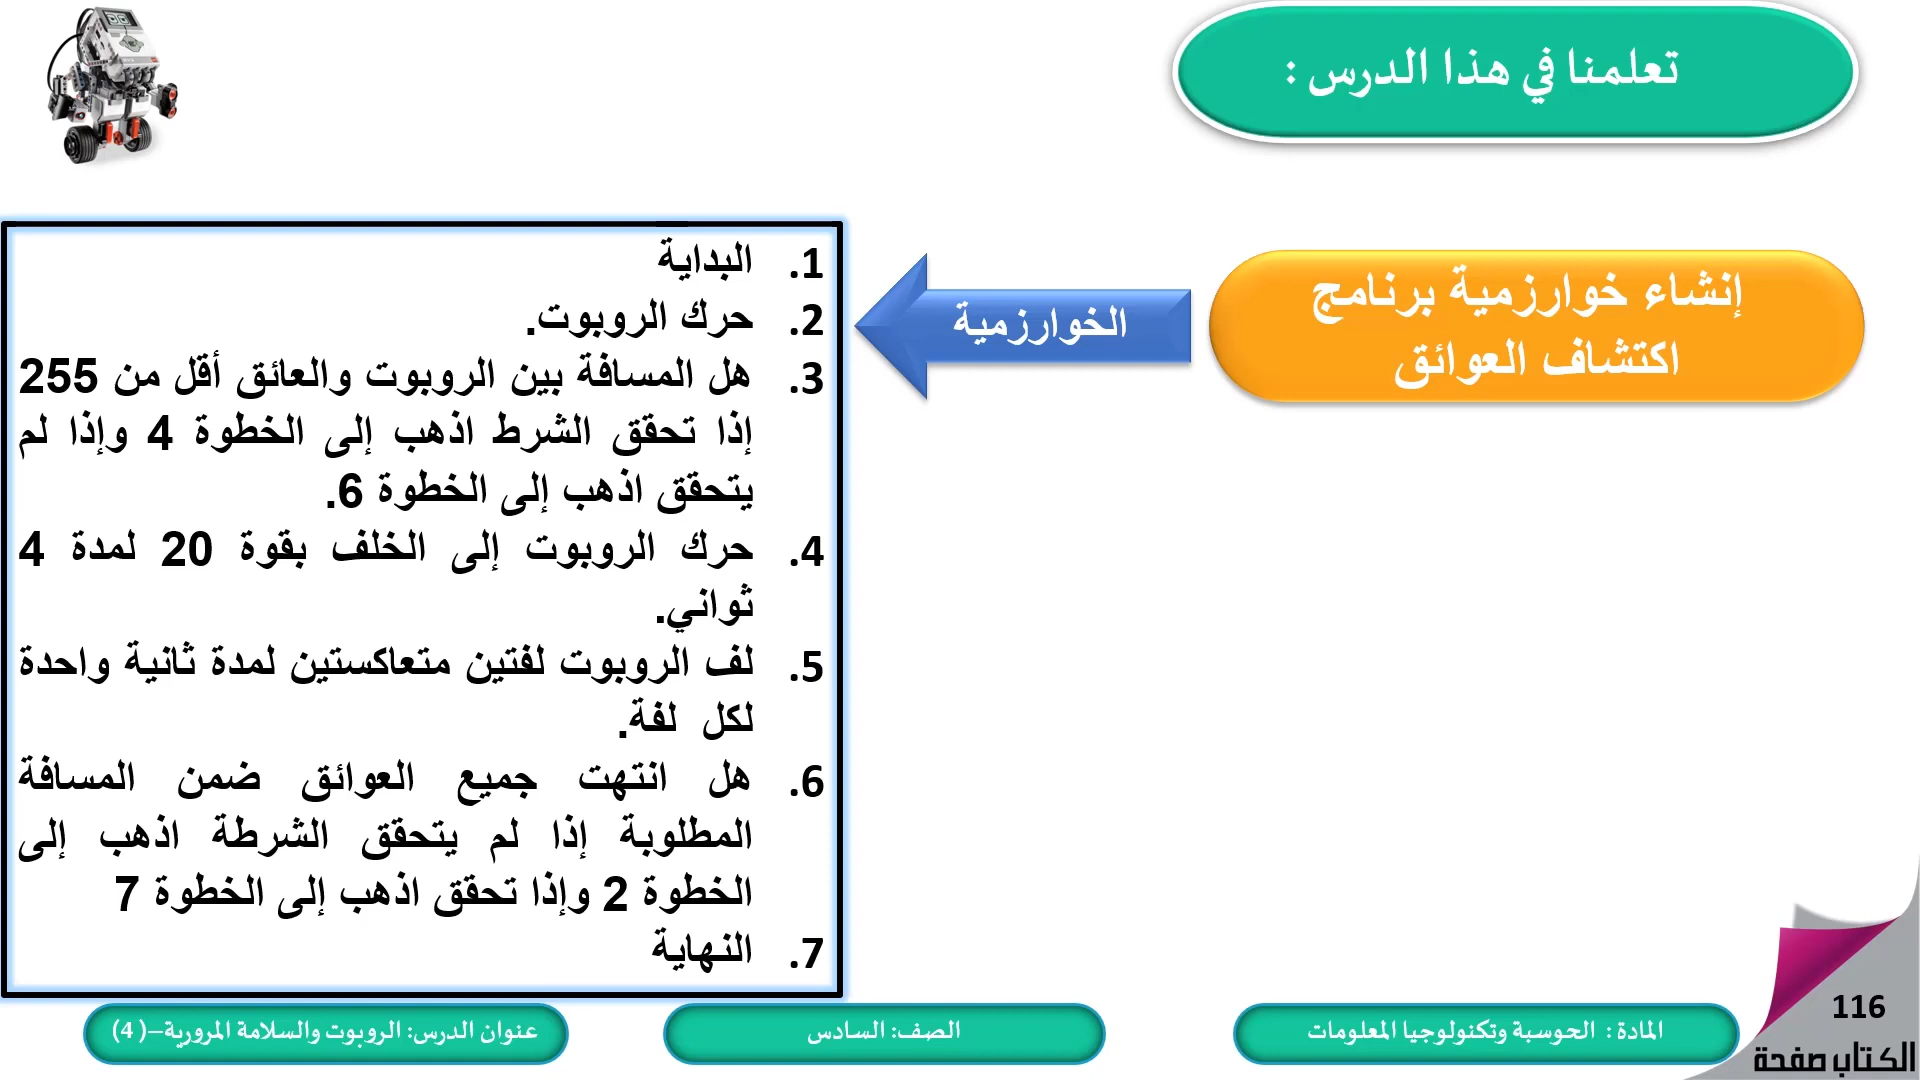 تعلمنا في هذا الدرس :
إنشاء خوارزمية برنامج
اكتشاف العوائق
الخوارزمية
1. البداية
2. حرك الروبوت.
3. هل المسافة بين الروبوت والعائق أقل من 255
إذا تحقق الشرط اذهب إلى الخطوة 4 وإذا لم
يتحقق اذهب إلى الخطوة 6.
4. حرك الروبوت إلى الخلف بقوة 20 لمدة 4
ثواني.
5. لف الروبوت لفتين متعاكستين لمدة ثانية واحدة
لكل لفة.
6. هل انتهت جميع العوائق ضمن المسافة
المطلوبة إذا لم يتحقق الشرطة اذهب إلى
الخطوة 2 وإذا تحقق اذهب إلى الخطوة 7
7. النهاية
116
الكتاب صفحة
المادة : الحوسبة وتكنولوجيا المعلومات
الصف: السادس
عنوان الدرس: الروبوت والسلامة المرورية–( 4)